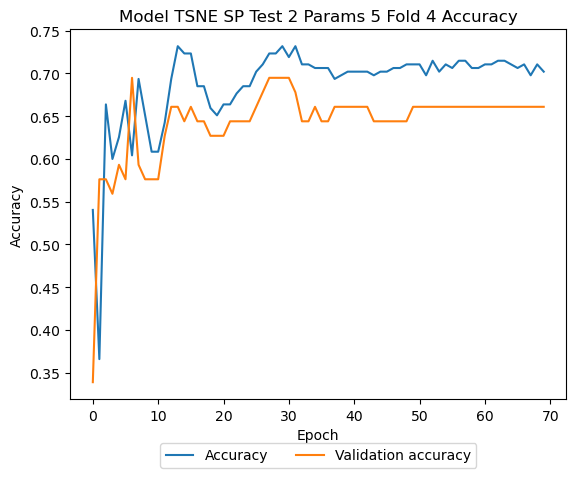 Model TSNE SP Test 2 Params 5 Fold 4 Accuracy
0.75
0.70
0.65
0.60
0.55
0.50
0.45
0.40
0.35
Accuracy
0 10 20 30 40 50 60 70
Epoch
Accuracy Validation accuracy